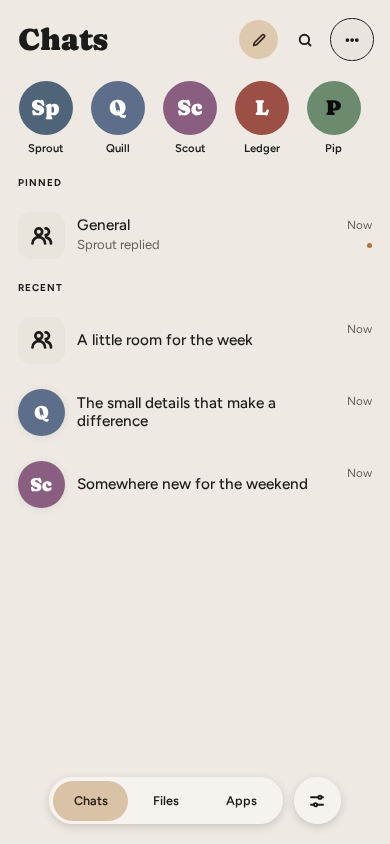 Chats
Sp
Q
Sc
L
P
Sprout
Quill
Scout
Ledger
Pip
PINNED
General
Now
Sprout replied
RECENT
A little room for the week
Now
Q
The small details that make a
difference
Now
Sc
Somewhere new for the weekend
Now
Chats
Files
Apps